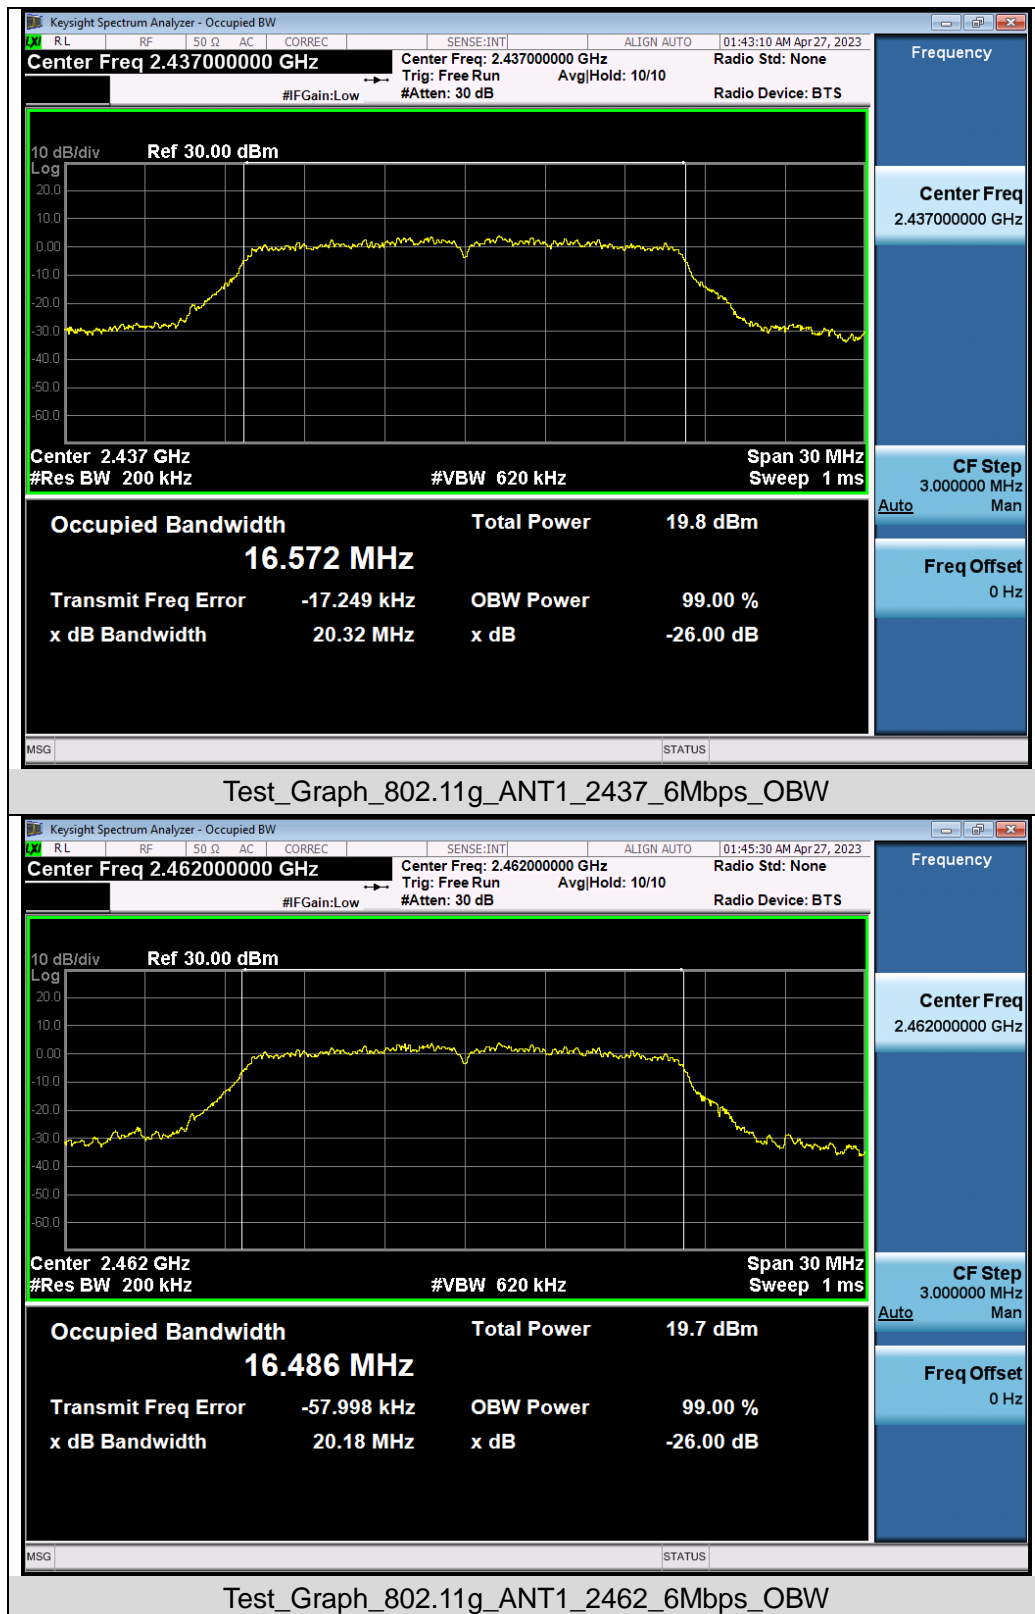 Keysight Spectrum Analyzer - Occupied BW
LXI RL RF 50 Ω AC CORREC SENSE:INT ALIGN AUTO 01:43:10 AM Apr 27, 2023
Center Freq 2.437000000 GHz
Center Freq: 2.437000000 GHz
Radio Std: None
Trig: Free Run Avg|Hold: 10/10
#IFGain:Low
#Atten: 30 dB
Radio Device: BTS
Frequency
10 dB/div Ref 30.00 dBm
Log
20.0
10.0
0.00
-10.0
-20.0
-30.0
-40.0
-50.0
-60.0
Center Freq
2.437000000 GHz
Center 2.437 GHz Span 30 MHz
#Res BW 200 kHz #VBW 620 kHz Sweep 1 ms
CF Step
3.000000 MHz
Auto Man
Freq Offset
0 Hz
Occupied Bandwidth Total Power 19.8 dBm
16.572 MHz
Transmit Freq Error -17.249 kHz OBW Power 99.00 %
x dB Bandwidth 20.32 MHz x dB -26.00 dB
MSG STATUS
Test_Graph_802.11g_ANT1_2437_6Mbps_OBW
Keysight Spectrum Analyzer - Occupied BW
LXI RL RF 50 Ω AC CORREC SENSE:INT ALIGN AUTO 01:45:30 AM Apr 27, 2023
Center Freq 2.462000000 GHz
Center Freq: 2.462000000 GHz
Radio Std: None
Trig: Free Run Avg|Hold: 10/10
#IFGain:Low
#Atten: 30 dB
Radio Device: BTS
Frequency
10 dB/div Ref 30.00 dBm
Log
20.0
10.0
0.00
-10.0
-20.0
-30.0
-40.0
-50.0
-60.0
Center Freq
2.462000000 GHz
Center 2.462 GHz Span 30 MHz
#Res BW 200 kHz #VBW 620 kHz Sweep 1 ms
CF Step
3.000000 MHz
Auto Man
Freq Offset
0 Hz
Occupied Bandwidth Total Power 19.7 dBm
16.486 MHz
Transmit Freq Error -57.998 kHz OBW Power 99.00 %
x dB Bandwidth 20.18 MHz x dB -26.00 dB
MSG STATUS
Test_Graph_802.11g_ANT1_2462_6Mbps_OBW